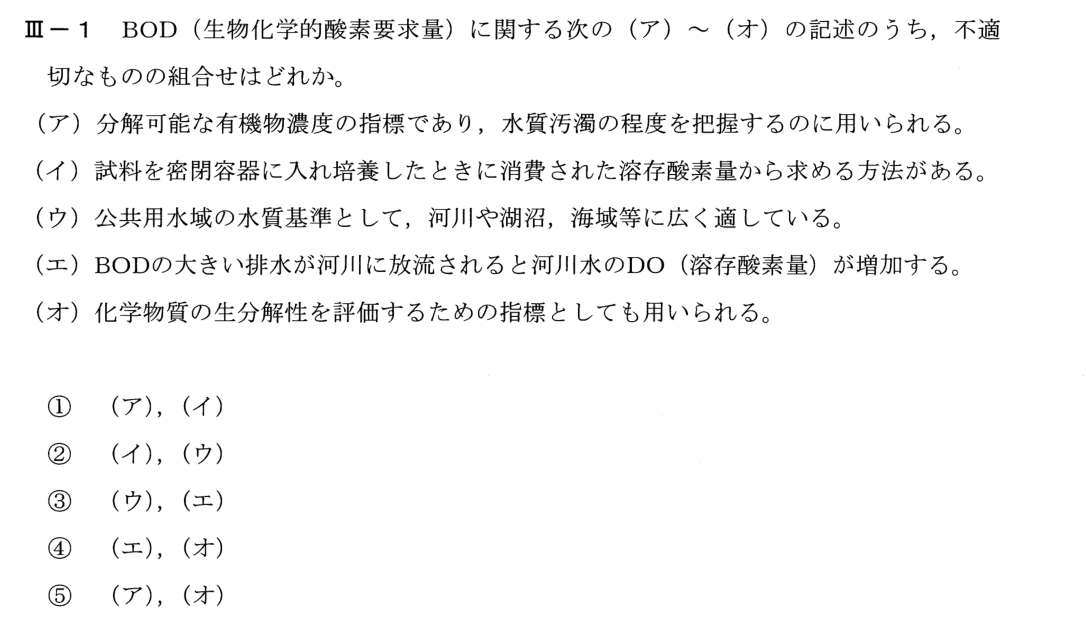 Ⅲ－１　BOD（生物化学的酸素要求量）に関する次の（ア）～（オ）の記述のうち，不適
切なものの組合せはどれか。
（ア）分解可能な有機物濃度の指標であり，水質汚濁の程度を把握するのに用いられる。
（イ）試料を密閉容器に入れ培養したときに消費された溶存酸素量から求める方法がある。
（ウ）公共用水域の水質基準として，河川や湖沼，海域等に広く適している。
（エ）BODの大きい排水が河川に放流されると河川水のDO（溶存酸素量）が増加する。
（オ）化学物質の生分解性を評価するための指標としても用いられる。
①　（ア），（イ）
②　（イ），（ウ）
③　（ウ），（エ）
④　（エ），（オ）
⑤　（ア），（オ）